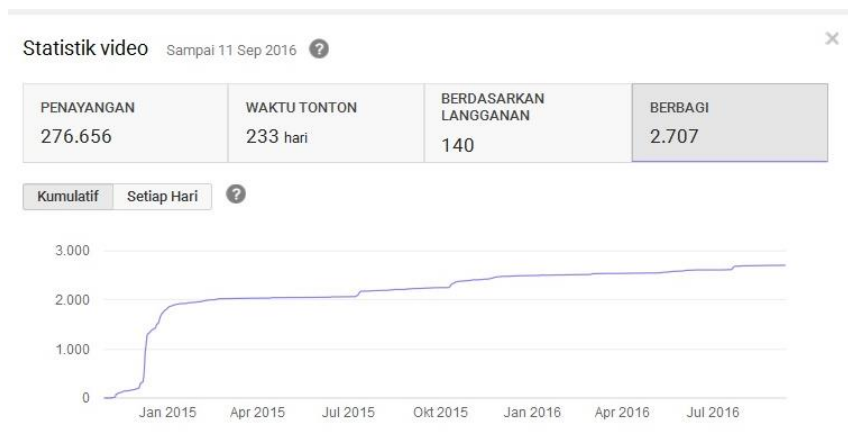 Statistik video Sampai 11 Sep 2016 ?
PENAYANGAN
276.656
WAKTU TONTON
233 hari
BERDASARKAN
LANGGANAN
140
BERBAGI
2.707
Kumulatif Setiap Hari ?
3.000
2.000
1.000
0
Jan 2015 Apr 2015 Jul 2015 Okt 2015 Jan 2016 Apr 2016 Jul 2016